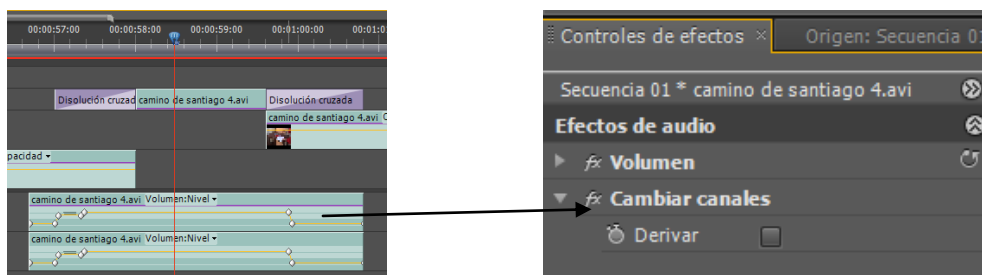 00:00:57:00 00:00:58:00 00:00:59:00 00:01:00:00 00:01:0
Disolución cruzad camino de santiago 4.avi Disolución cruzada
camino de santiago 4.avi O
pacidad
camino de santiago 4.avi Volumen:Nivel
camino de santiago 4.avi Volumen:Nivel
Controles de efectos × Origen: Secuencia 01
Secuencia 01 * camino de santiago 4.avi
Efectos de audio
fx Volumen
fx Cambiar canales
Derivar